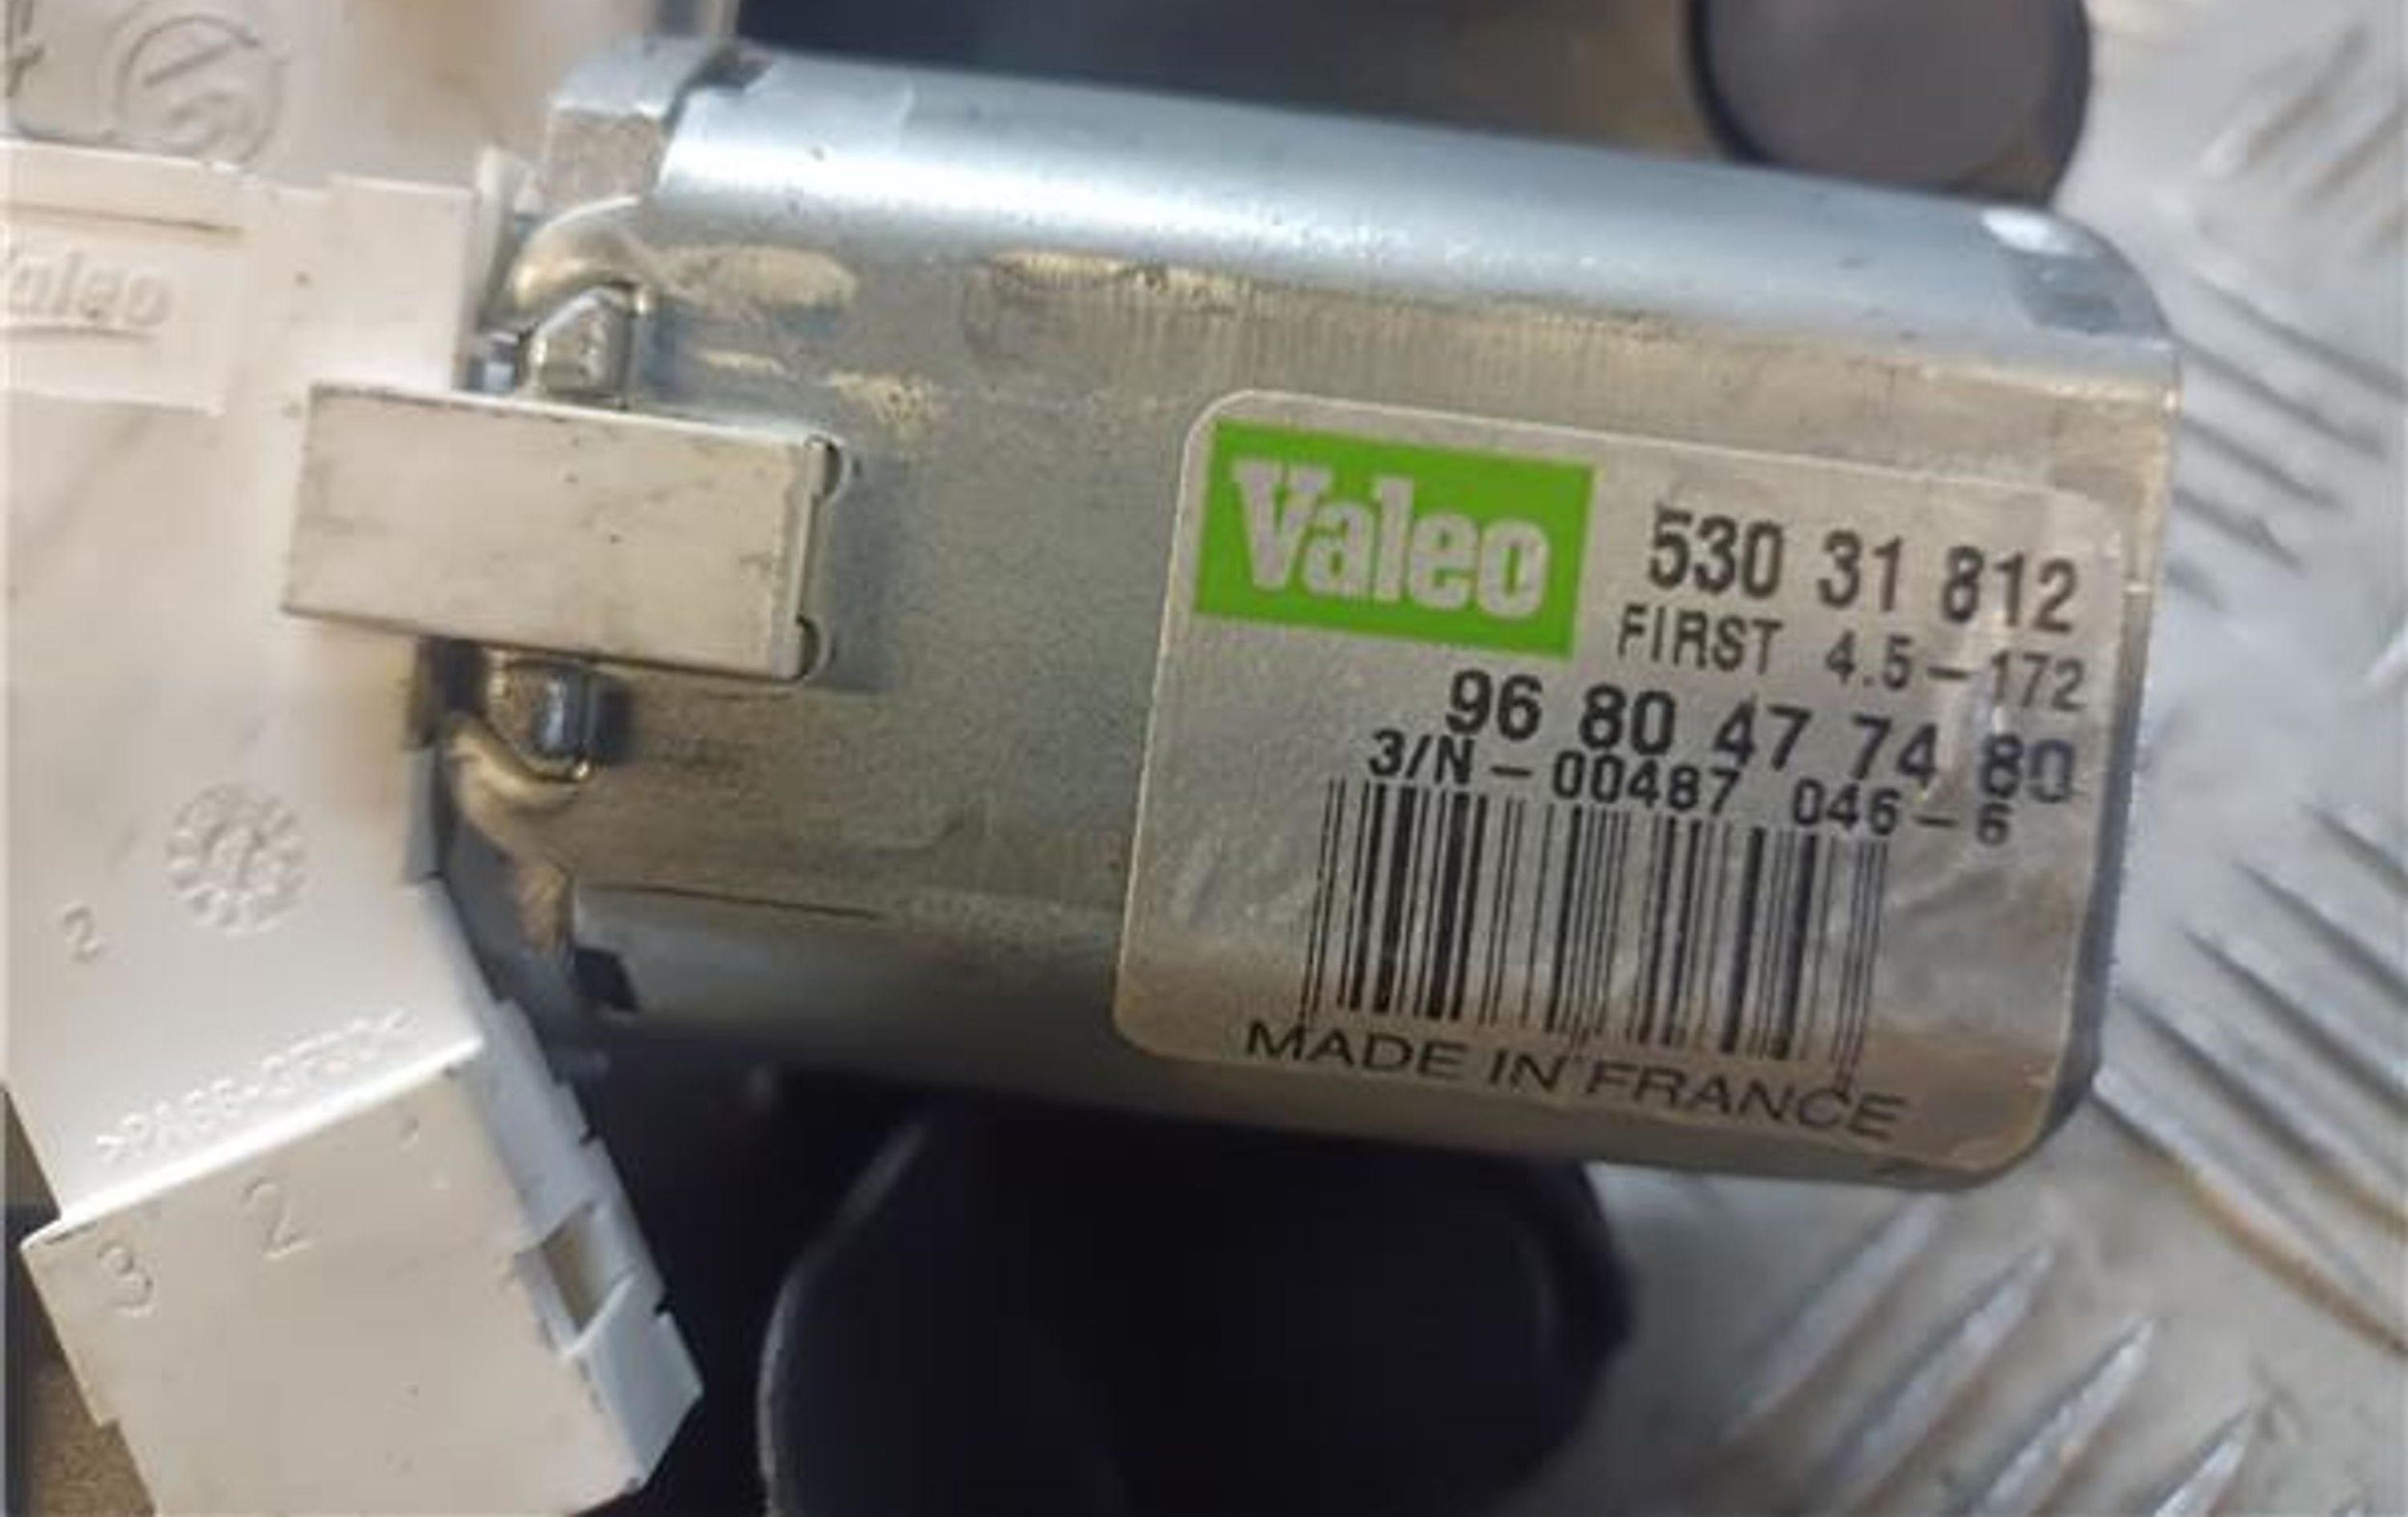 Valeo
530 31 812
FIRST 4.5-172
96 80 47 74 80
3/N-00487 046-6
MADE IN FRANCE
2
3 2